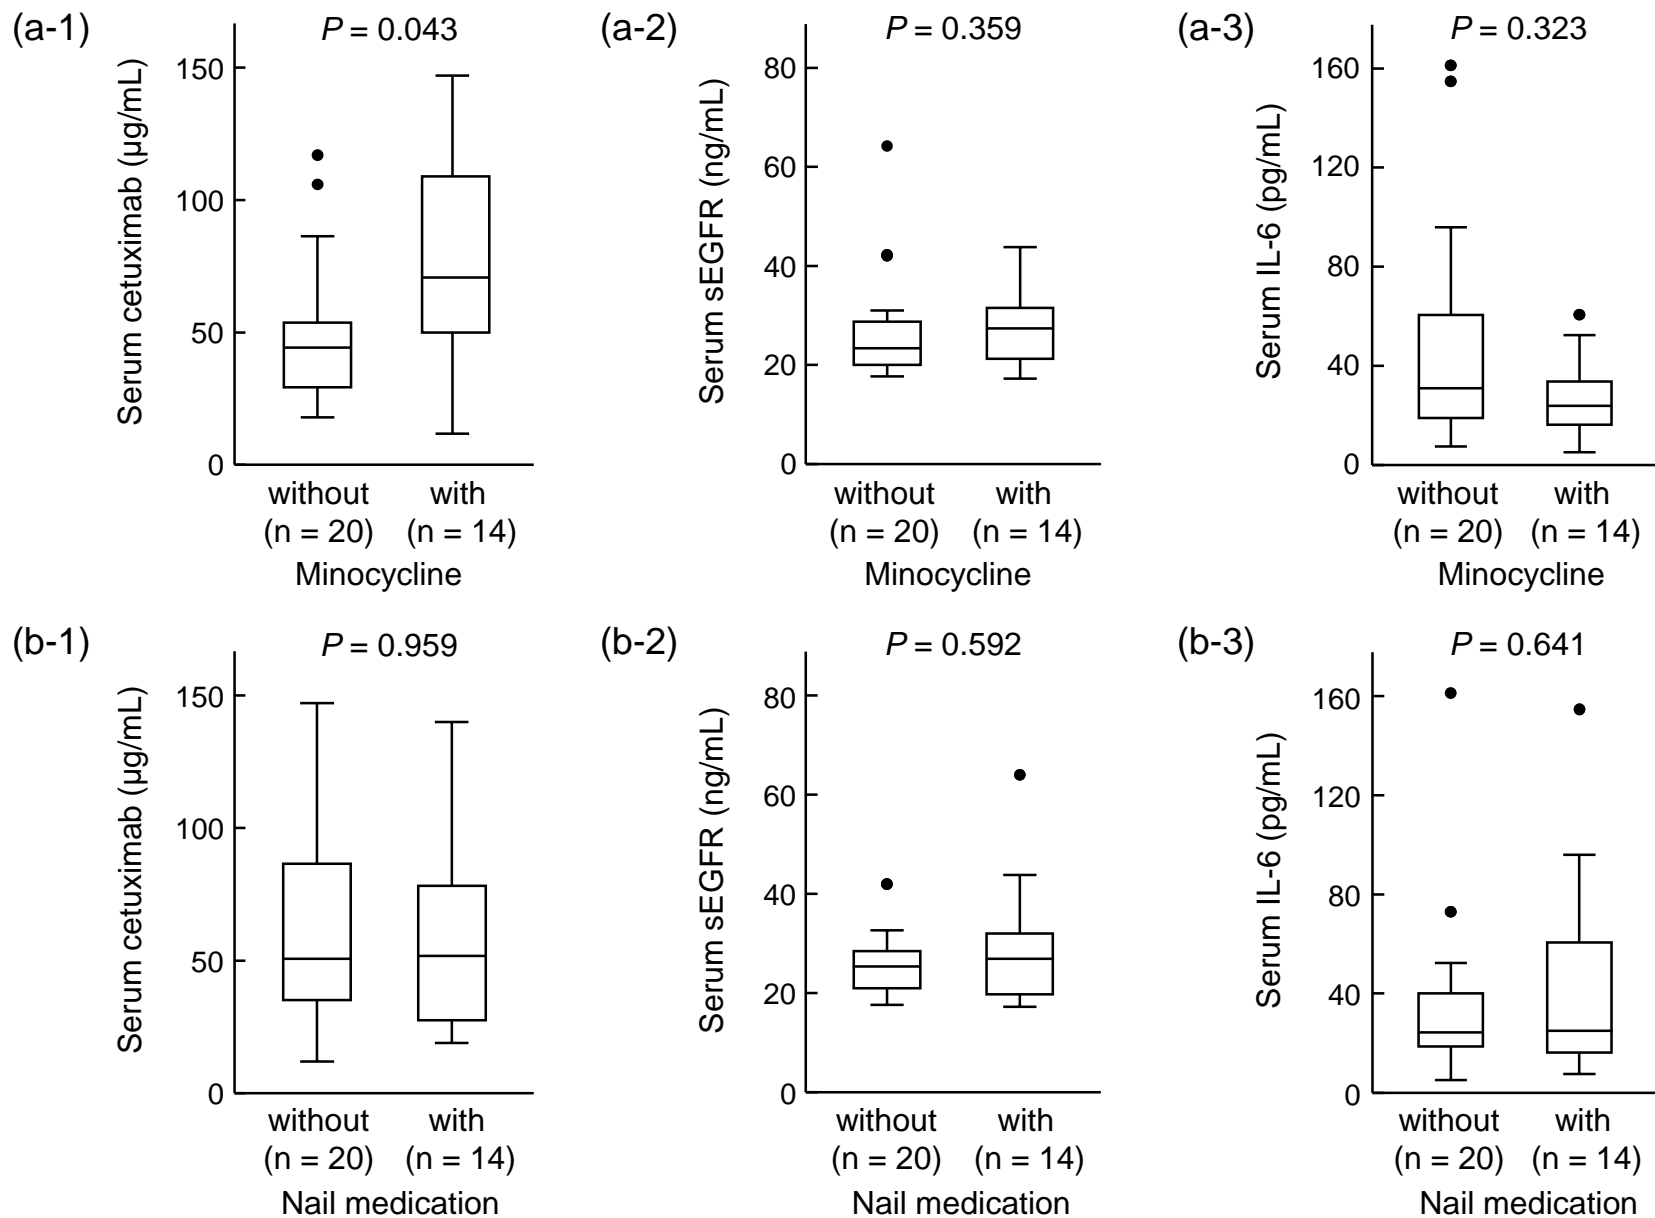 (a-1)
P = 0.043
Serum cetuximab (µg/mL)
150
100
50
0
without
with
(n = 20)
(n = 14)
Minocycline
(a-2)
P = 0.359
Serum sEGFR (ng/mL)
80
60
40
20
0
without
with
(n = 20)
(n = 14)
Minocycline
(a-3)
P = 0.323
Serum IL-6 (pg/mL)
160
120
80
40
0
without
with
(n = 20)
(n = 14)
Minocycline
(b-1)
P = 0.959
Serum cetuximab (µg/mL)
150
100
50
0
without
with
(n = 20)
(n = 14)
Nail medication
(b-2)
P = 0.592
Serum sEGFR (ng/mL)
80
60
40
20
0
without
with
(n = 20)
(n = 14)
Nail medication
(b-3)
P = 0.641
Serum IL-6 (pg/mL)
160
120
80
40
0
without
with
(n = 20)
(n = 14)
Nail medication